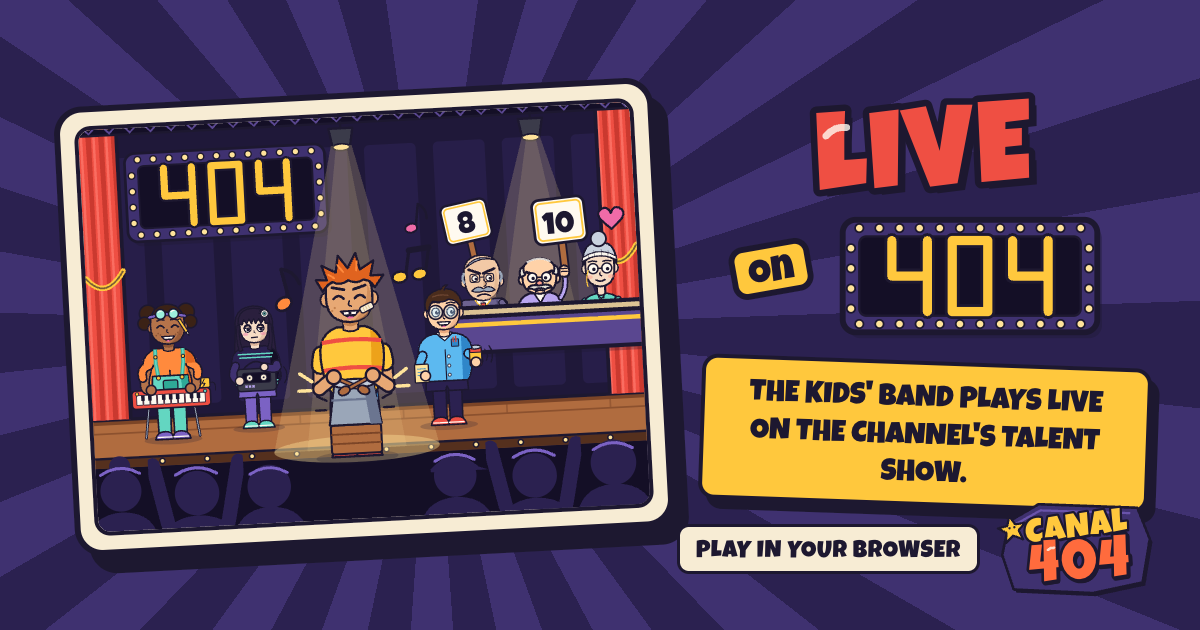 404
8
10
LIVE
on
404
THE KIDS' BAND PLAYS LIVE
ON THE CHANNEL'S TALENT
SHOW.
PLAY IN YOUR BROWSER
CANAL
404